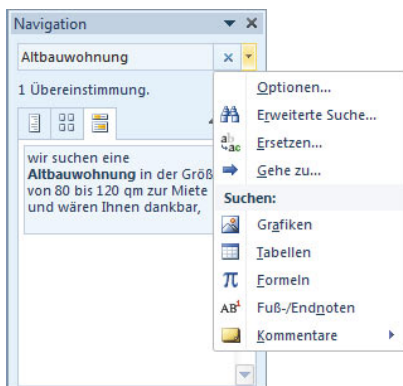 Navigation
Altbauwohnung
1 Übereinstimmung.
wir suchen eine
Altbauwohnung in der Größ
von 80 bis 120 qm zur Miete
und wären Ihnen dankbar,
Optionen...
Erweiterte Suche...
Ersetzen...
Gehe zu...
Suchen:
Grafiken
Tabellen
π Formeln
AB¹ Fuß-/Endnoten
Kommentare